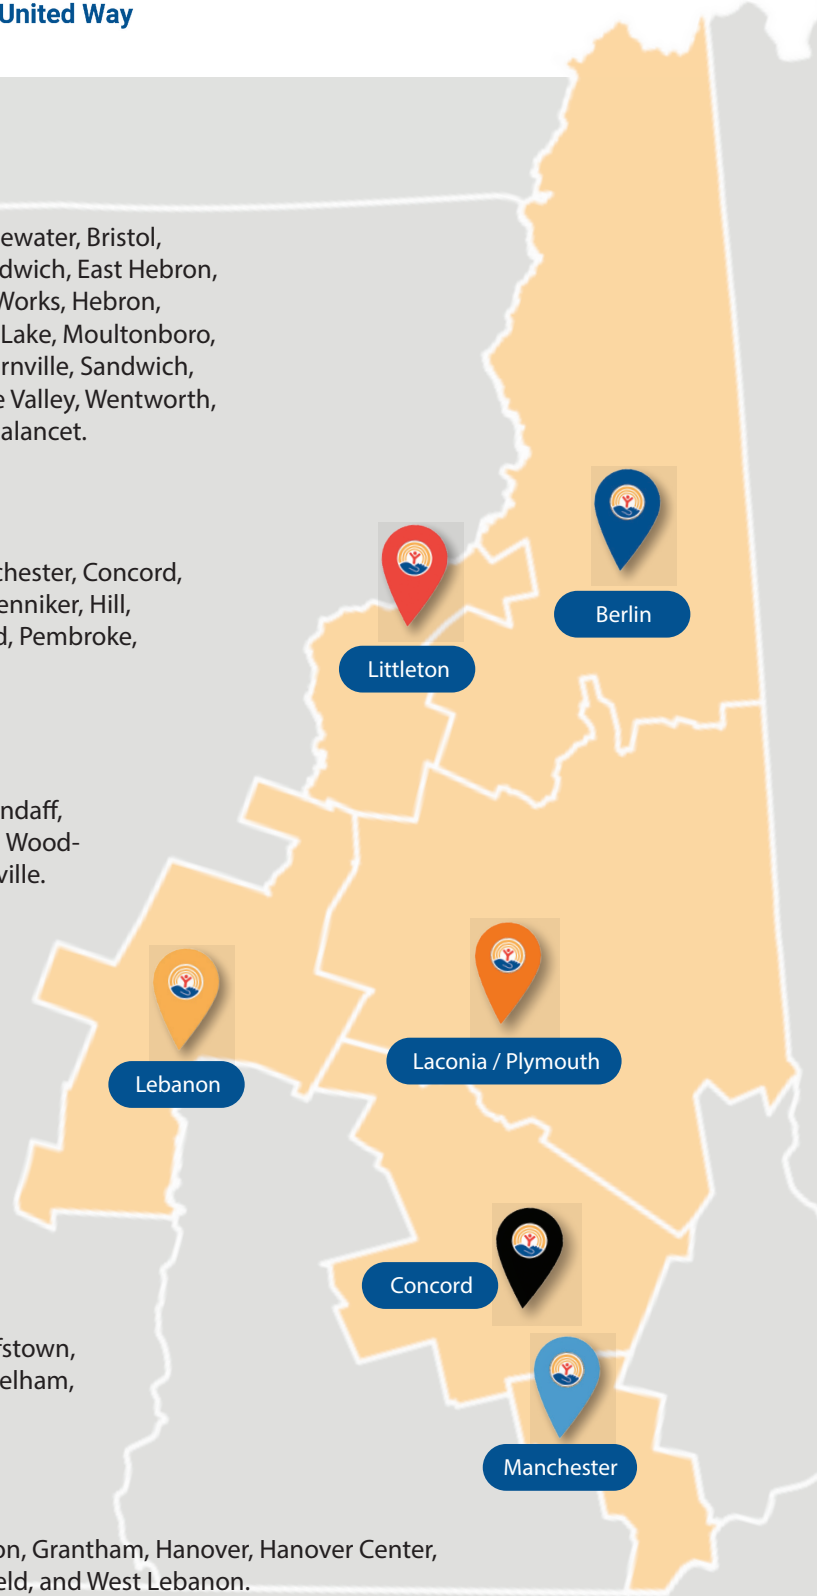 United Way
ewater, Bristol,
dwich, East Hebron,
Works, Hebron,
Lake, Moultonboro,
rnville, Sandwich,
e Valley, Wentworth,
alancet.
Berlin
chester, Concord,
enniker, Hill,
d, Pembroke,
Littleton
ndaff,
Wood-
ville.
Laconia / Plymouth
Lebanon
Concord
fstown,
elham,
Manchester
on, Grantham, Hanover, Hanover Center,
eld, and West Lebanon.